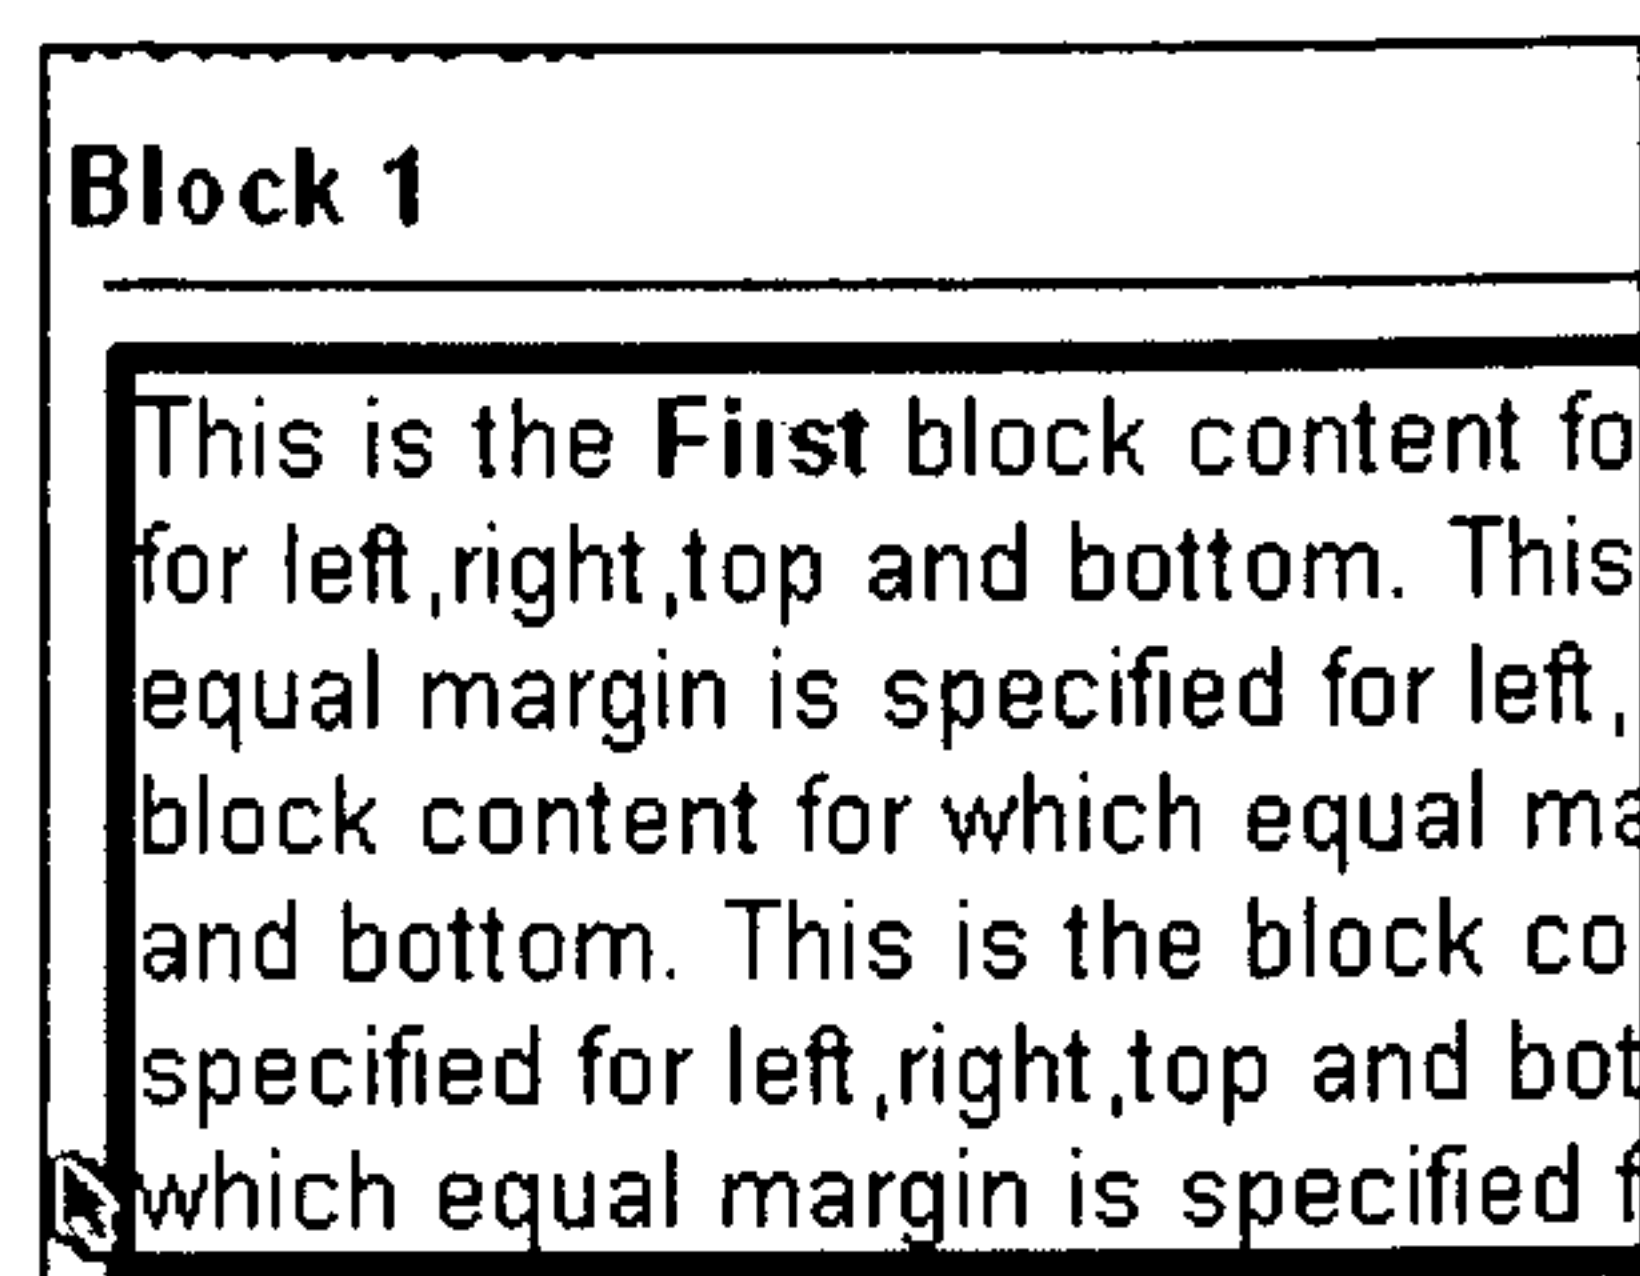 Block 1
This is the First block content fo
for left,right,top and bottom. This
equal margin is specified for left,
block content for which equal ma
and bottom. This is the block co
specified for left,right,top and bot
which equal margin is specified f